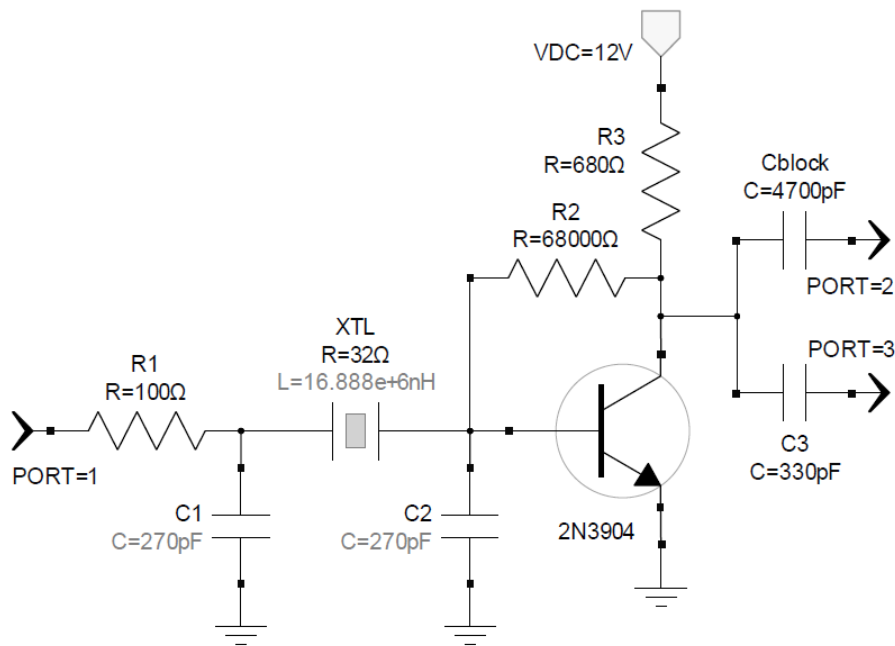 VDC=12V
R3
R=680Ω
Cblock
C=4700pF
R2
R=68000Ω
PORT=2
XTL
R=32Ω
L=16.888e+6nH
PORT=3
R1
R=100Ω
PORT=1
C3
C=330pF
C1
C=270pF
C2
C=270pF
2N3904